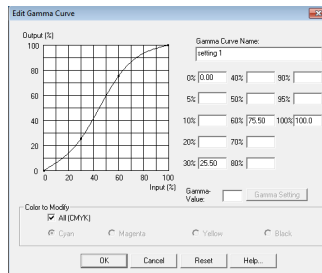 Edit Gamma Curve
Output (%)
100
80
60
40
20
0
0 20 40 60 80 100
Input (%)
Gamma Curve Name:
setting 1
0% 0.00 40% 90%
5% 50% 95%
10% 60% 75.50 100% 100.0
20% 70%
30% 25.50 80%
Gamma-Value: Gamma Setting
Color to Modify
All (CMYK)
Cyan Magenta Yellow Black
OK Cancel Reset Help...